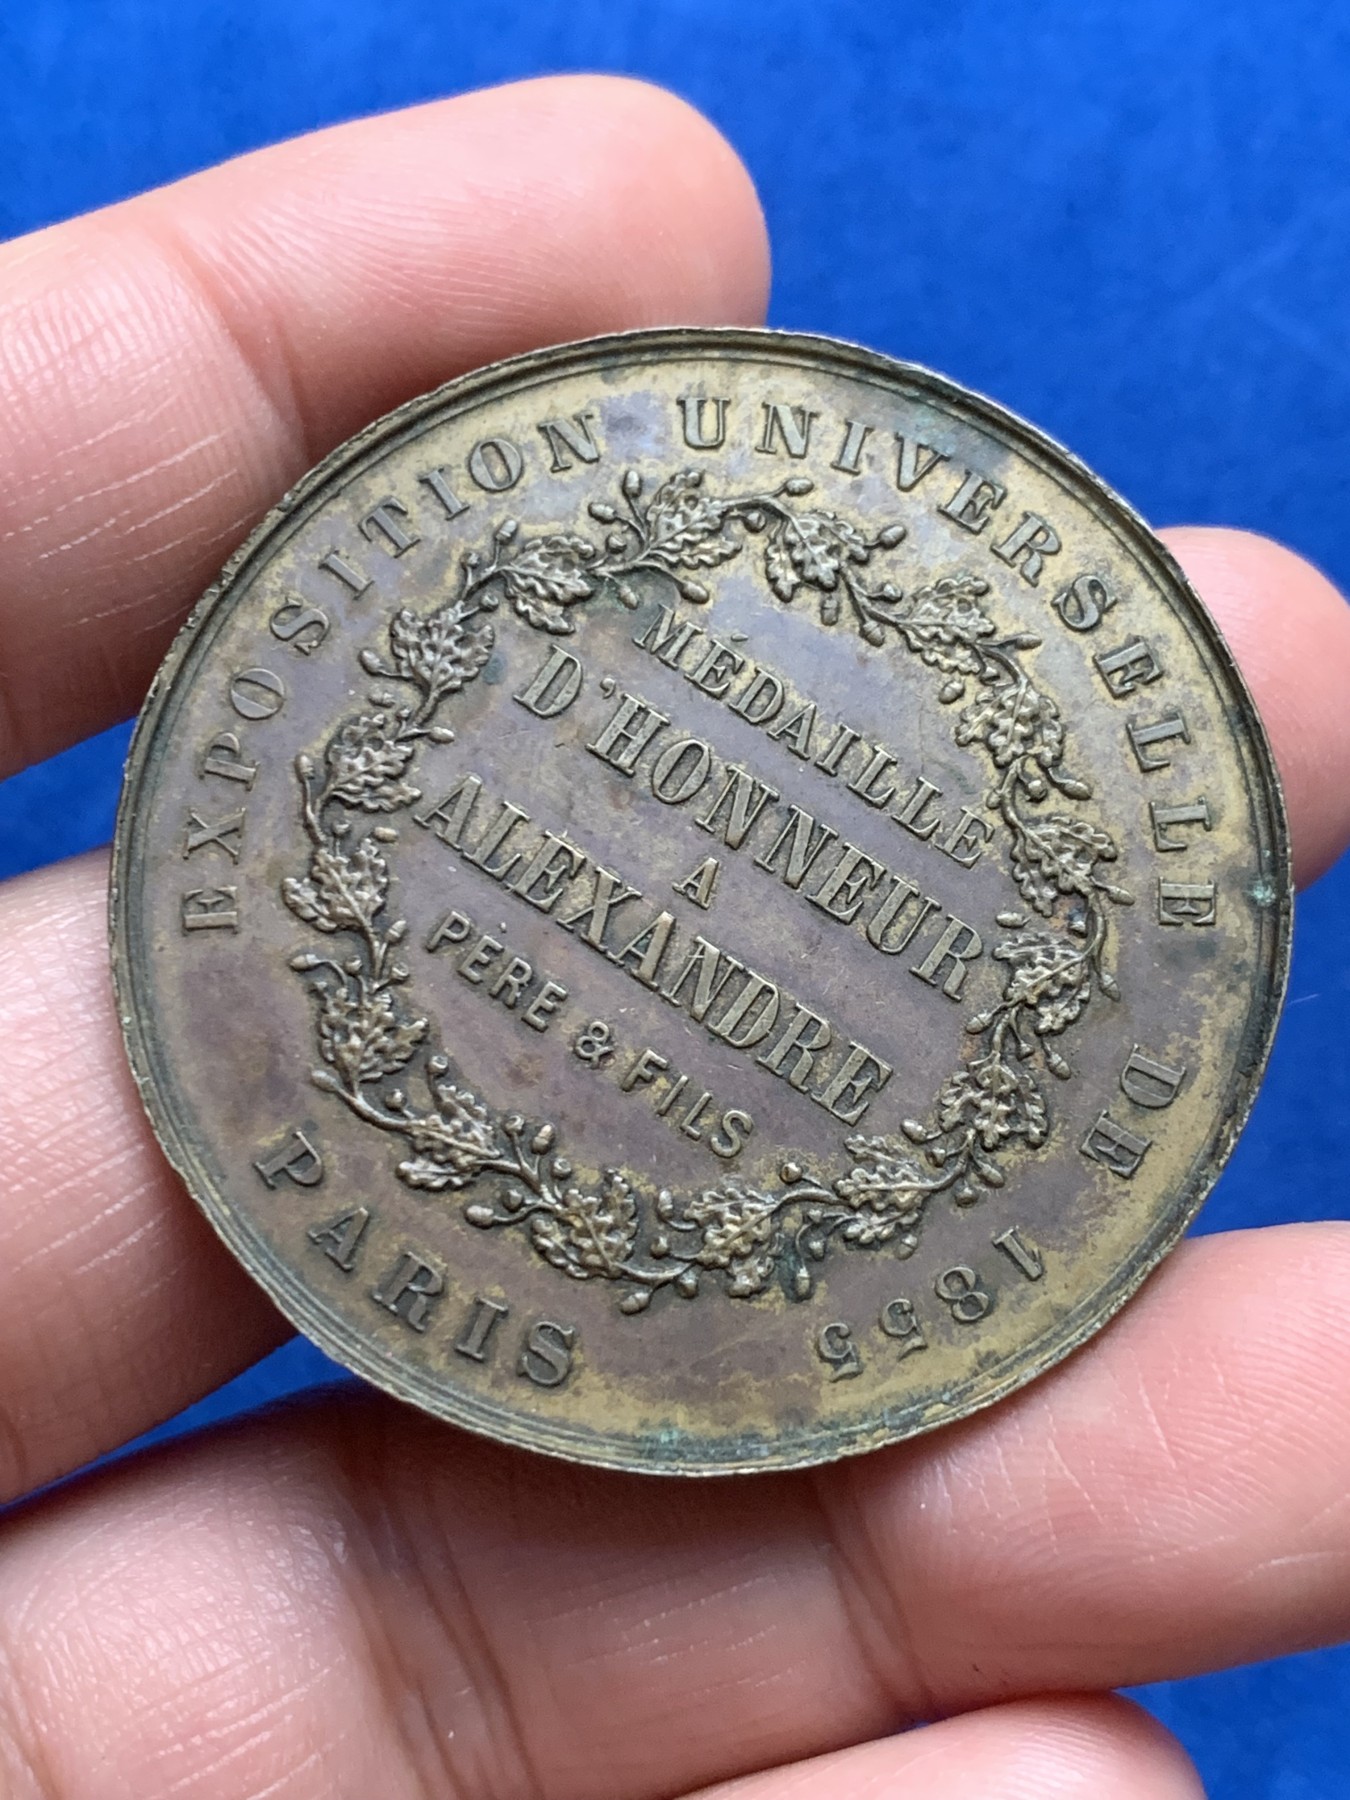 EXPOSITION UNIVERSELLE DE PARIS 1855
MÉDAILLE
D'HONNEUR
A
ALEXANDRE
PÈRE & FILS